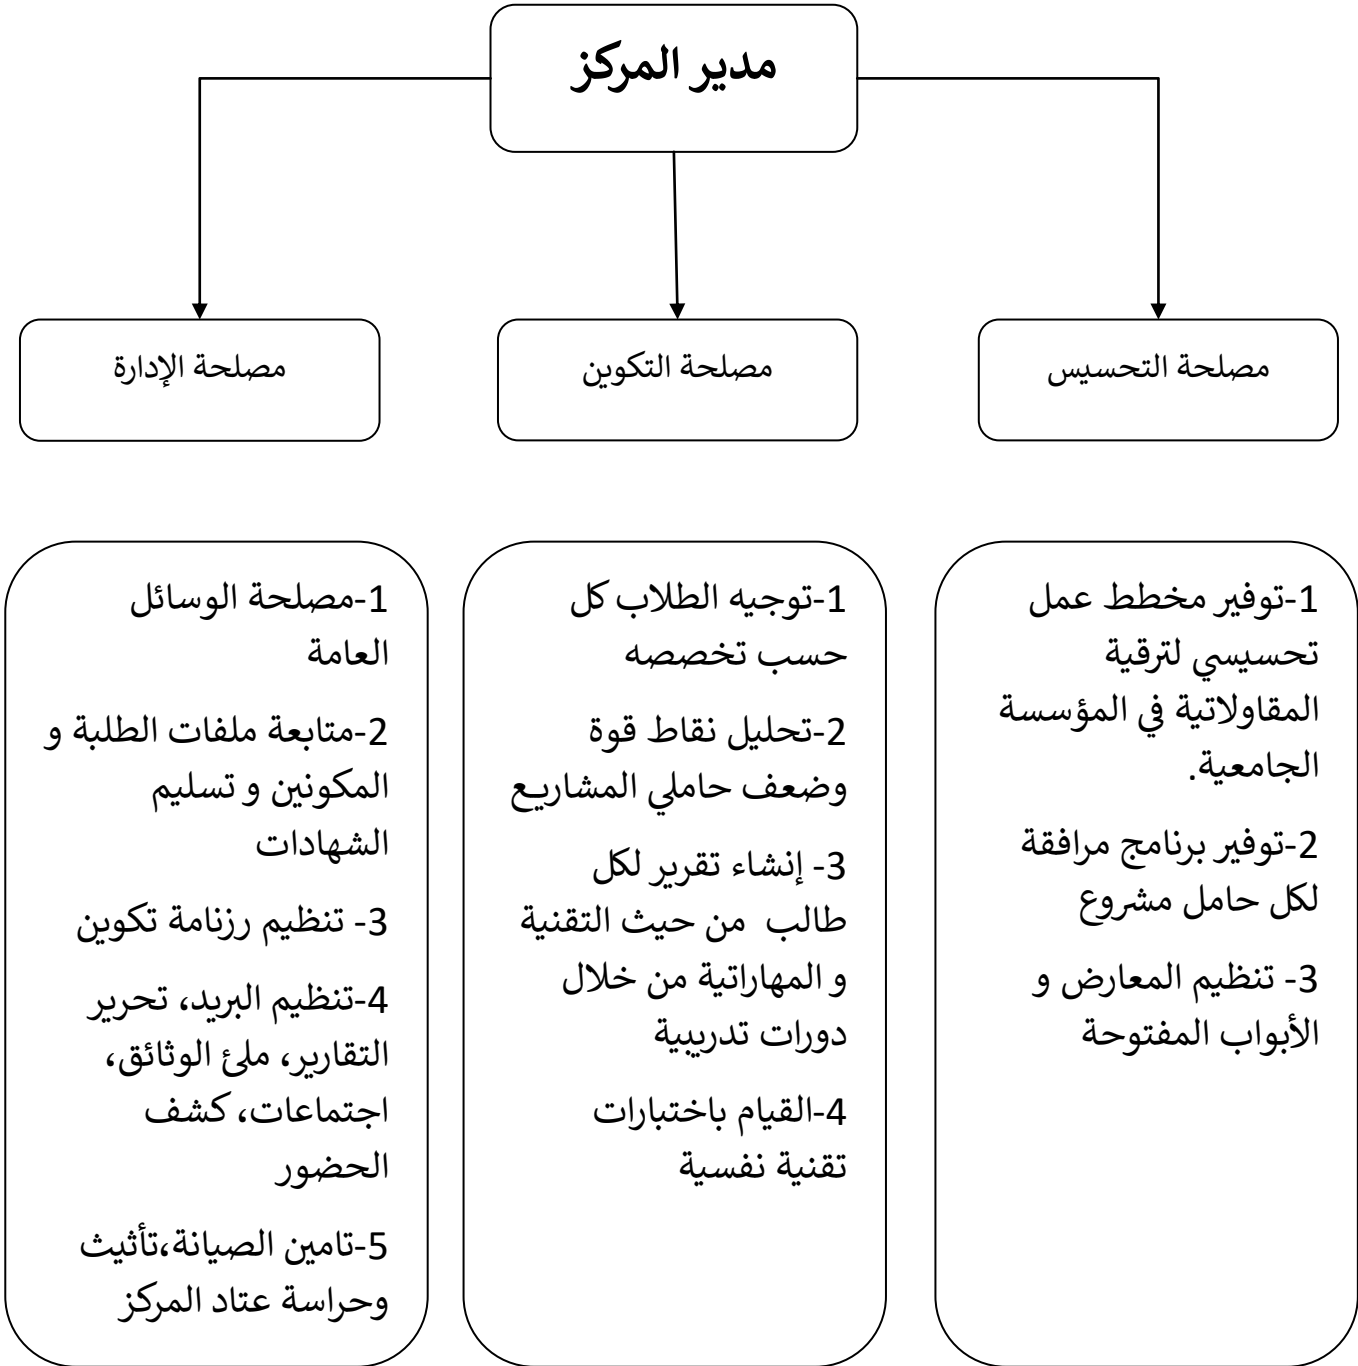 مدير المركز
مصلحة التحسيس
مصلحة التكوين
مصلحة الإدارة
1-توفير مخطط عمل
تحسيسي لترقية
المقاولاتية في المؤسسة
الجامعية.
2-توفير برنامج مرافقة
لكل حامل مشروع
3- تنظيم المعارض و
الأبواب المفتوحة
1-توجيه الطلاب كل
حسب تخصصه
2-تحليل نقاط قوة
وضعف حاملي المشاريع
3- إنشاء تقرير لكل
طالب من حيث التقنية
و المهاراتية من خلال
دورات تدريبية
4-القيام باختبارات
تقنية نفسية
1-مصلحة الوسائل
العامة
2-متابعة ملفات الطلبة و
المكونين و تسليم
الشهادات
3- تنظيم رزنامة تكوين
4-تنظيم البريد، تحرير
التقارير، ملئ الوثائق،
اجتماعات، كشف
الحضور
5-تامين الصيانة،تأثيث
وحراسة عتاد المركز